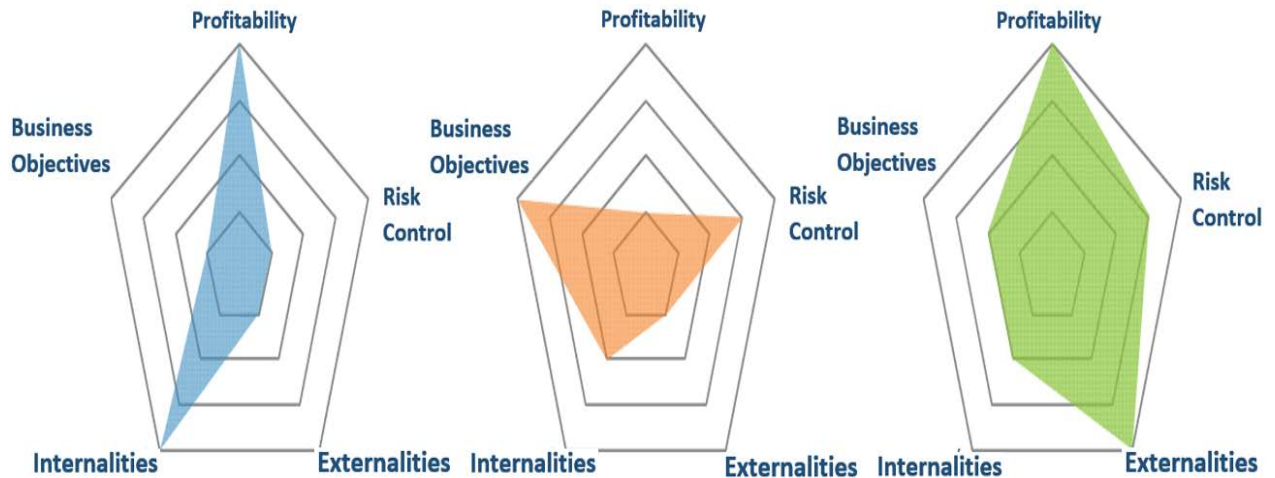 Profitability
Business
Objectives
Risk
Control
Internalities
Externalities
Profitability
Business
Objectives
Risk
Control
Internalities
Externalities
Profitability
Business
Objectives
Risk
Control
Internalities
Externalities